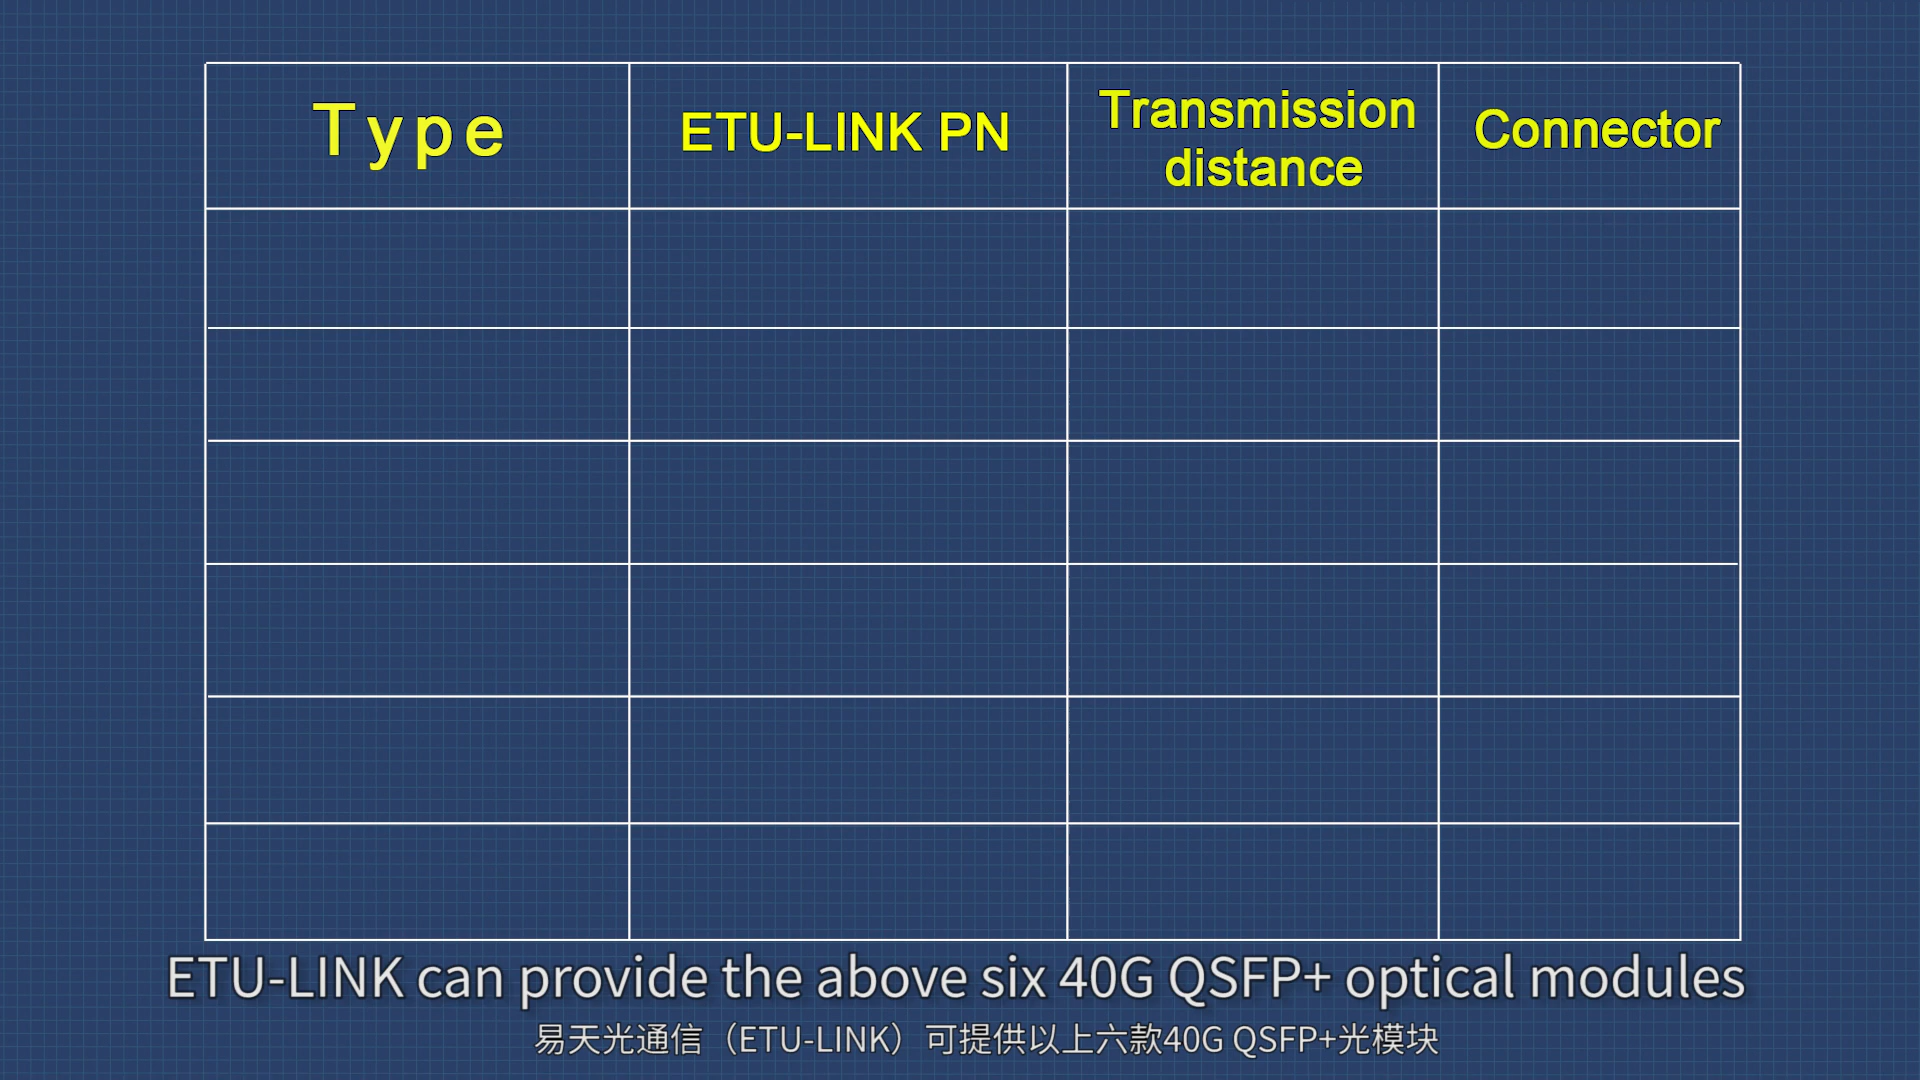 Type
ETU-LINK PN
Transmission
distance
Connector
ETU-LINK can provide the above six 40G QSFP+ optical modules
易天光通信（ETU-LINK）可提供以上六款40G QSFP+光模块